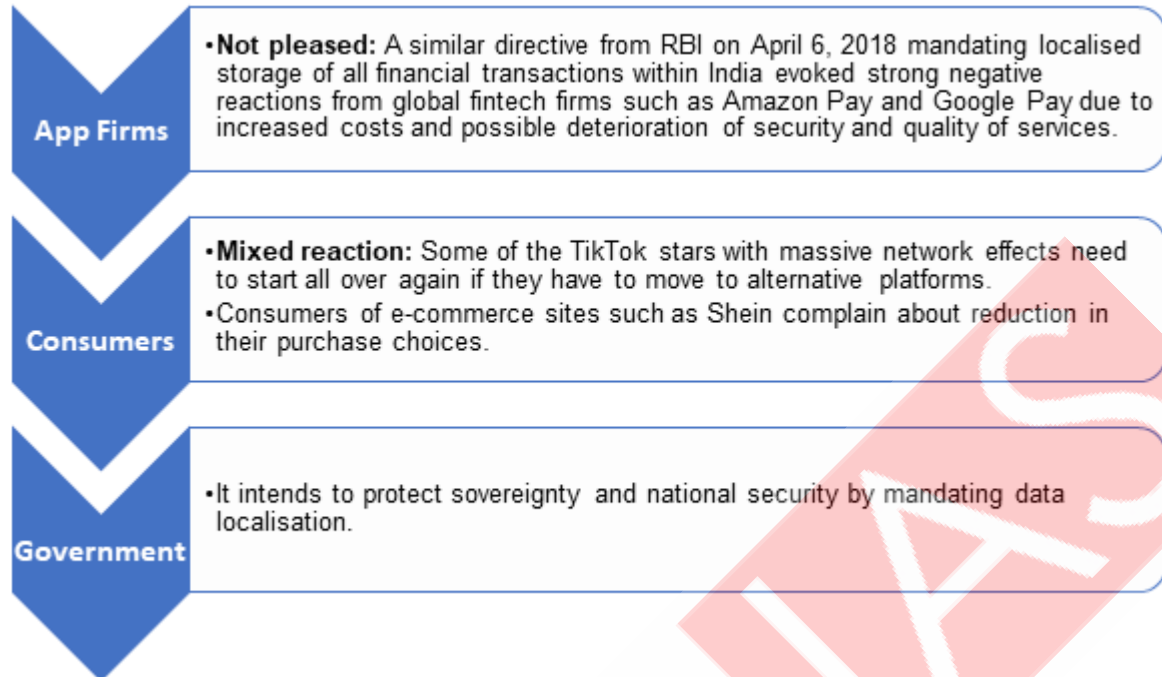 App Firms
•Not pleased: A similar directive from RBI on April 6, 2018 mandating localised
storage of all financial transactions within India evoked strong negative
reactions from global fintech firms such as Amazon Pay and Google Pay due to
increased costs and possible deterioration of security and quality of services.
Consumers
•Mixed reaction: Some of the TikTok stars with massive network effects need
to start all over again if they have to move to alternative platforms.
•Consumers of e-commerce sites such as Shein complain about reduction in
their purchase choices.
Government
•It intends to protect sovereignty and national security by mandating data
localisation.
IAS